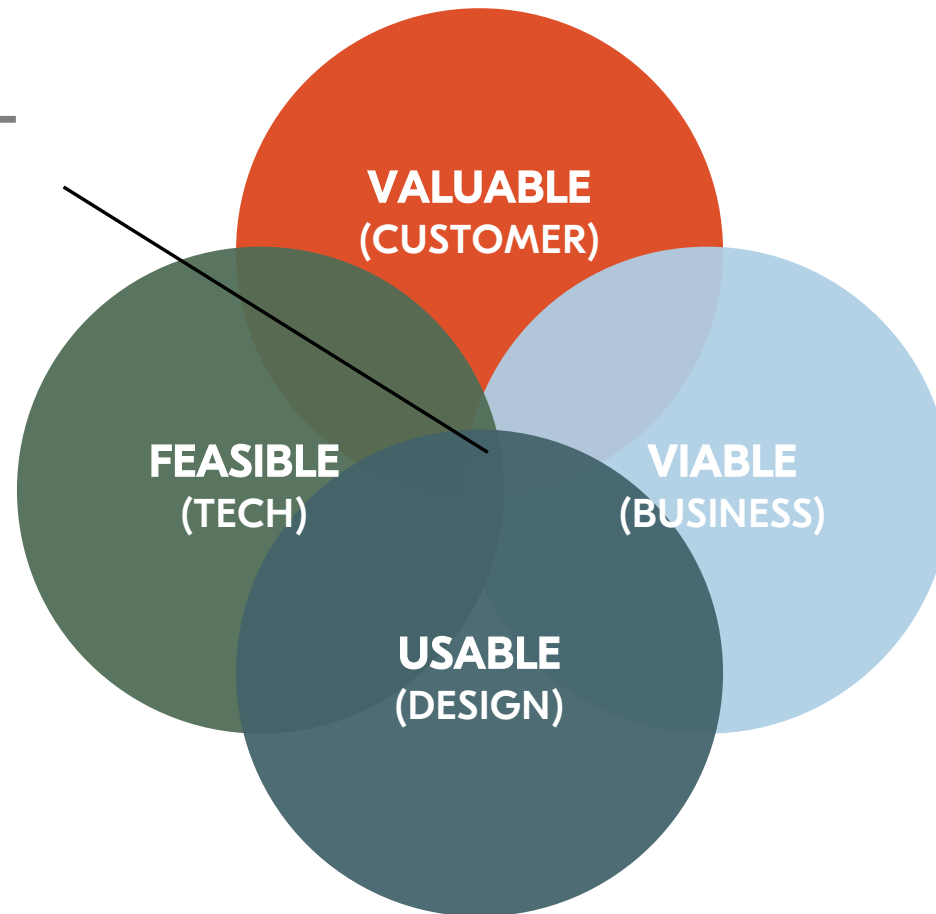 VALUABLE
(CUSTOMER)
FEASIBLE
(TECH)
VIABLE
(BUSINESS)
USABLE
(DESIGN)